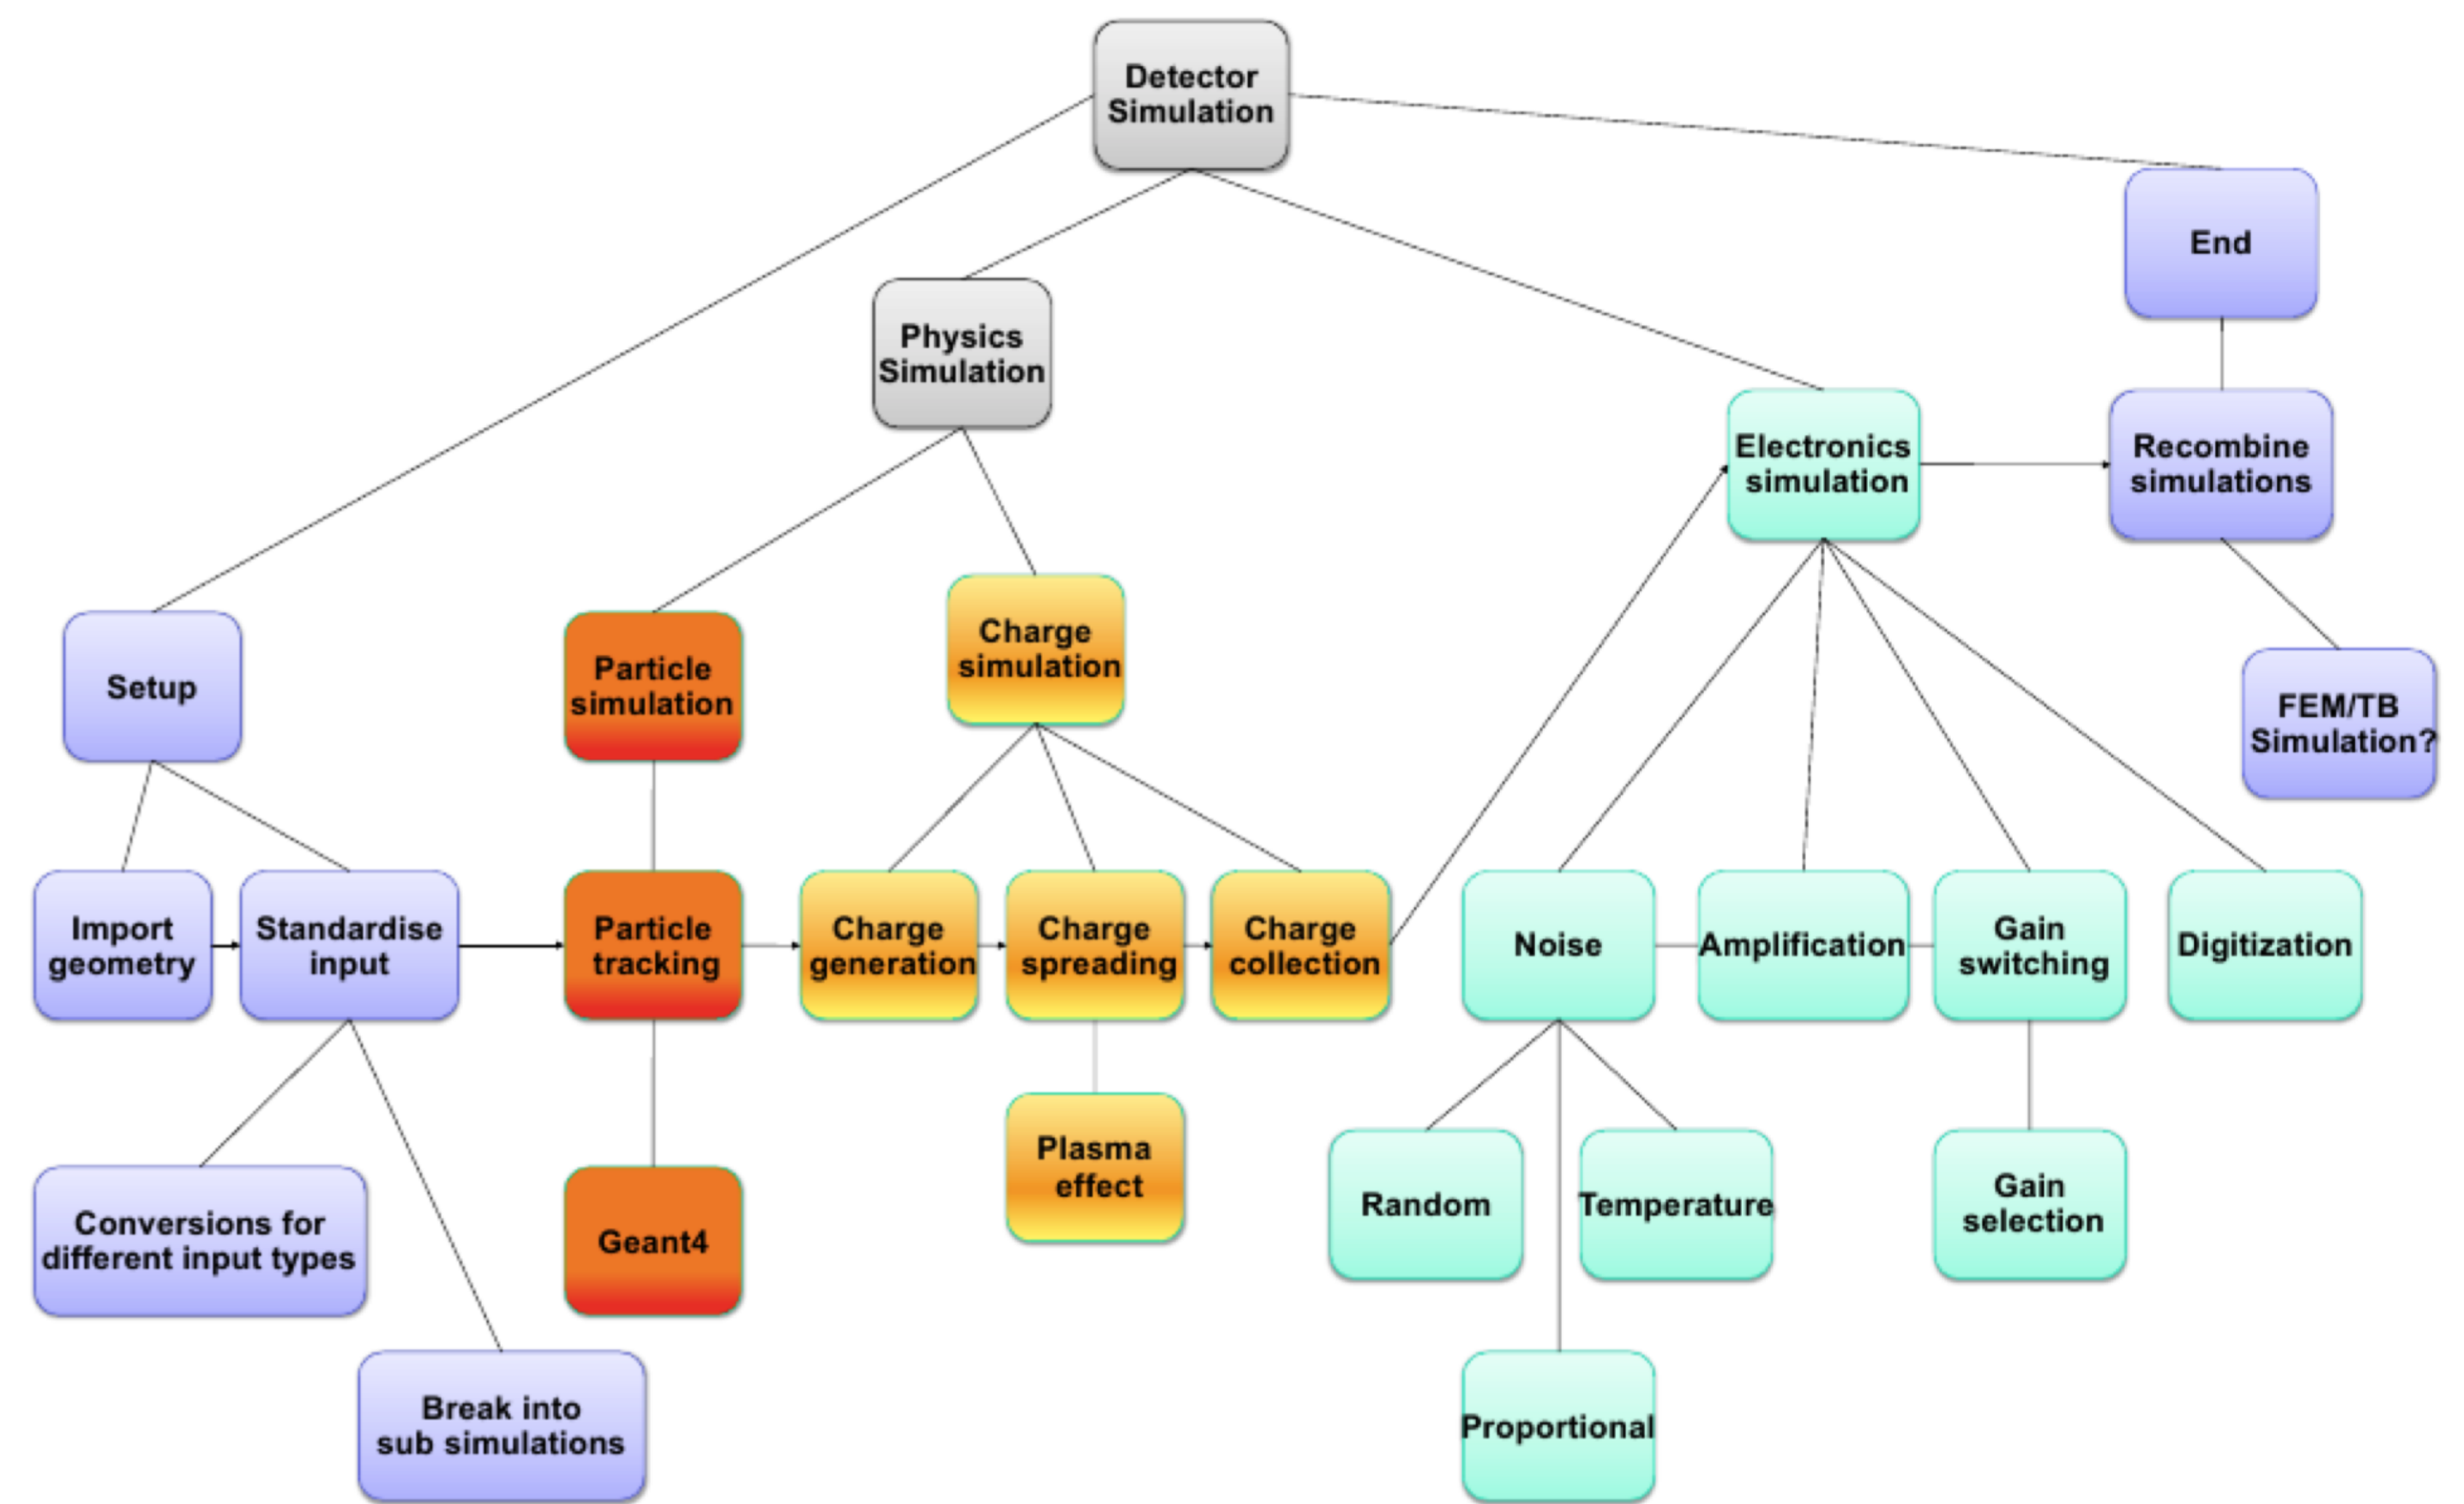 Detector
Simulation
End
Physics
Simulation
Electronics
simulation
Recombine
simulations
Charge
simulation
Setup
Particle
simulation
FEM/TB
Simulation?
Import
geometry
Standardise
input
Particle
tracking
Charge
generation
Charge
spreading
Charge
collection
Noise
Amplification
Gain
switching
Digitization
Conversions for
different input types
Geant4
Plasma
effect
Random
Temperature
Gain
selection
Break into
sub simulations
Proportional